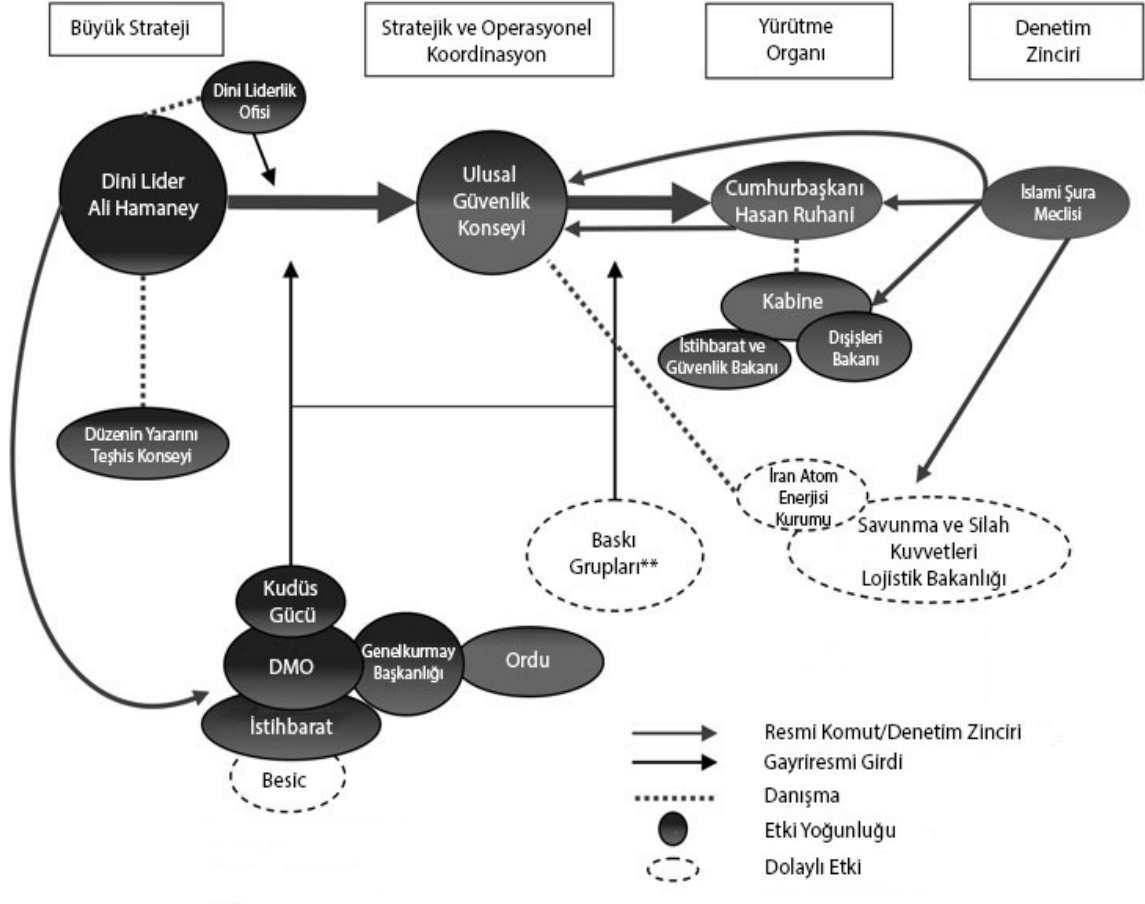 Büyük Strateji
Stratejik ve Operasyonel
Koordinasyon
Yürütme
Organı
Denetim
Zinciri
Dini Liderlik
Ofisi
Dini Lider
Ali Hamaney
Ulusal
Güvenlik
Konseyi
Cumhurbaşkanı
Hasan Ruhani
İslami Şura
Meclisi
Kabine
İstihbarat ve
Güvenlik Bakanı
Dışişleri
Bakanı
Düzenin Yararını
Teşhis Konseyi
İran Atom
Enerjisi
Kurumu
Savunma ve Silah
Kuvvetleri
Lojistik Bakanlığı
Baskı
Grupları**
Kudüs
Gücü
DMO
Genelkurmay
Başkanlığı
Ordu
İstihbarat
Besic
Resmi Komut/Denetim Zinciri
Gayriresmi Girdi
Danışma
Etki Yoğunluğu
Dolaylı Etki